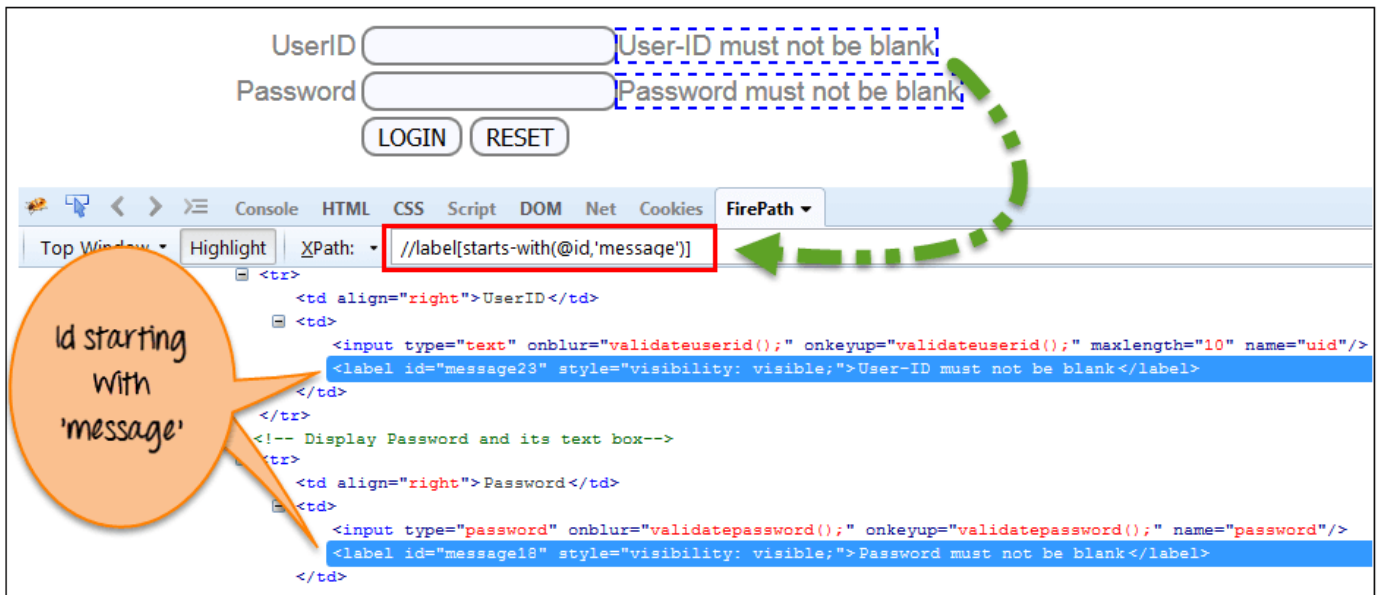 UserID User-ID must not be blank
Password Password must not be blank
LOGIN RESET
Console HTML CSS Script DOM Net Cookies FirePath
Top Window Highlight XPath: //label[starts-with(@id,'message')]
<tr>
<td align="right">UserID</td>
<td>
<input type="text" onblur="validateuserid();" onkeyup="validateuserid();" maxlength="10" name="uid"/>
<label id="message23" style="visibility: visible;">User-ID must not be blank</label>
</td>
</tr>
<!-- Display Password and its text box-->
<tr>
<td align="right">Password</td>
<td>
<input type="password" onblur="validatepassword();" onkeyup="validatepassword();" name="password"/>
<label id="message18" style="visibility: visible;">Password must not be blank</label>
</td>
Id starting
With
'message'